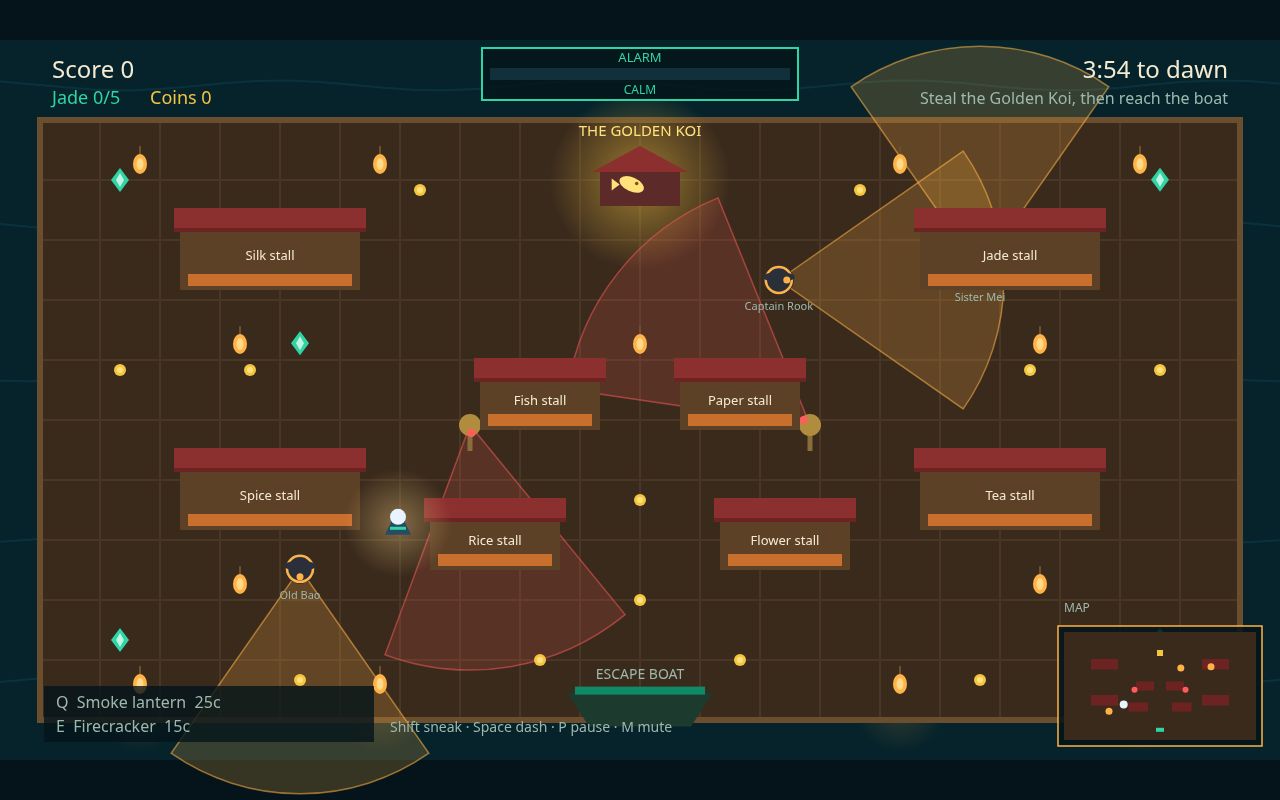 Score 0
Jade 0/5 Coins 0
ALARM
CALM
3:54 to dawn
Steal the Golden Koi, then reach the boat
THE GOLDEN KOI
Silk stall
Jade stall
Sister Mei
Captain Rook
Fish stall
Paper stall
Spice stall
Tea stall
Rice stall
Flower stall
Old Bao
MAP
ESCAPE BOAT
Q Smoke lantern 25c
E Firecracker 15c
Shift sneak · Space dash · P pause · M mute